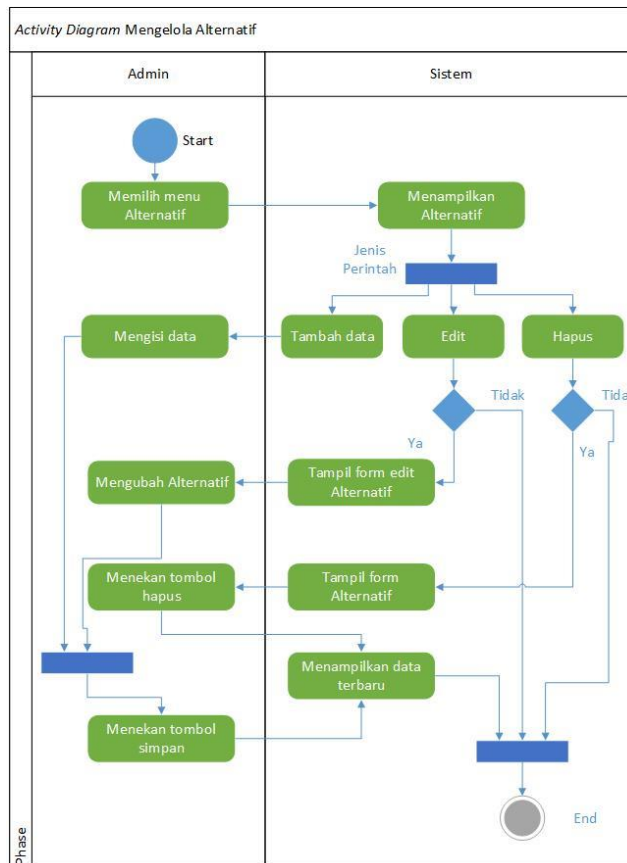 Activity Diagram Mengelola Alternatif
Admin
Sistem
Start
Memilih menu
Alternatif
Menampilkan
Alternatif
Jenis
Perintah
Mengisi data
Tambah data
Edit
Hapus
Tidak
Tida
Ya
Ya
Mengubah Alternatif
Tampil form edit
Alternatif
Menekan tombol
hapus
Tampil form
Alternatif
Menampilkan data
terbaru
Menekan tombol
simpan
End
Phase